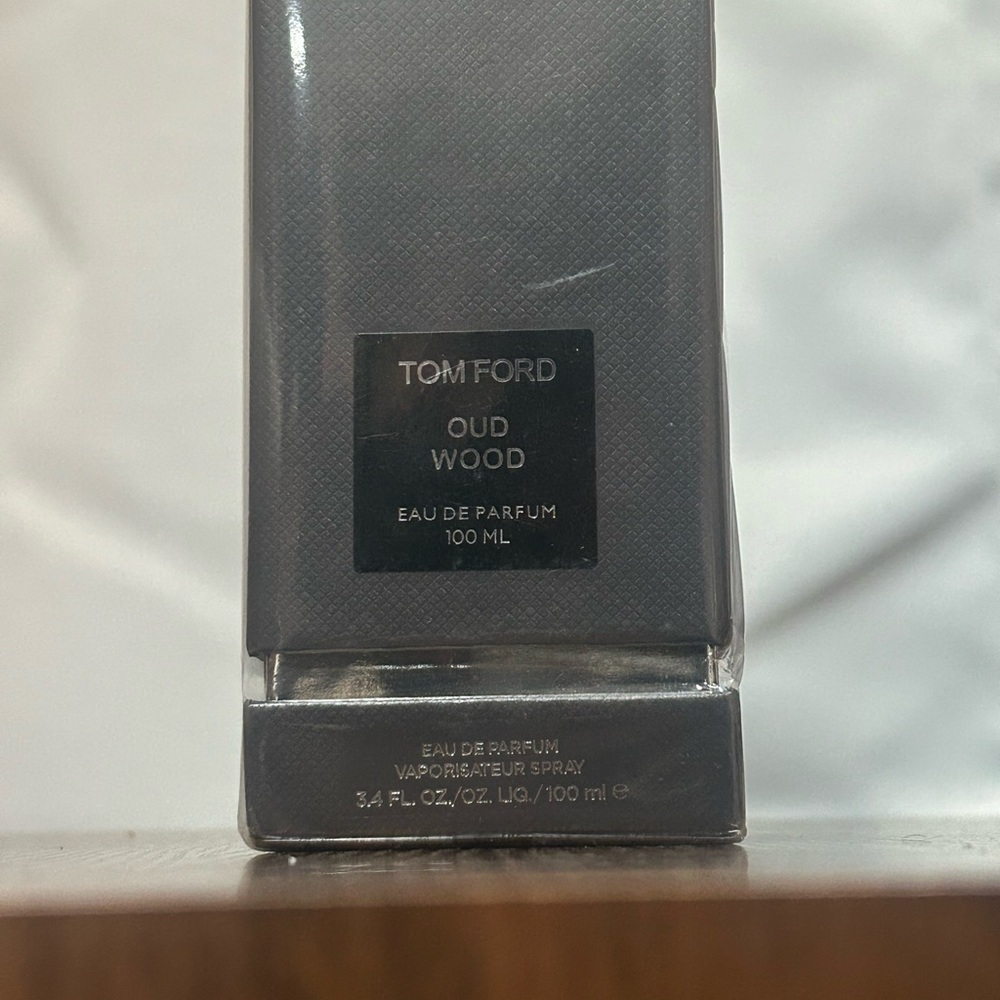 TOM FORD
OUD
WOOD
EAU DE PARFUM
100 ML
EAU DE PARFUM
VAPORISATEUR SPRAY
3.4 FL. OZ./OZ. LIQ./100 ml ℮